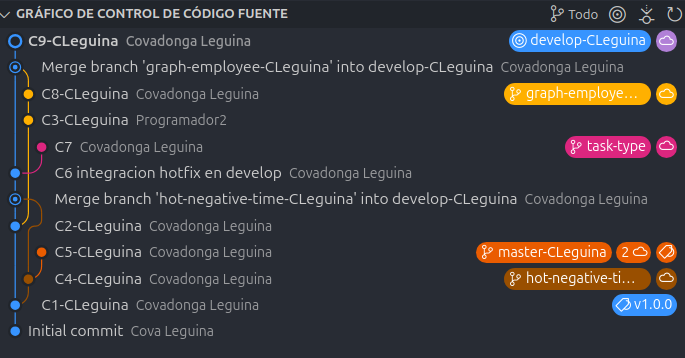 GRÁFICO DE CONTROL DE CÓDIGO FUENTE Todo
C9-CLeguina Covadonga Leguina develop-CLeguina
Merge branch 'graph-employee-CLeguina' into develop-CLeguina Covadonga Leguina
C8-CLeguina Covadonga Leguina graph-employe...
C3-CLeguina Programador2
C7 Covadonga Leguina task-type
C6 integracion hotfix en develop Covadonga Leguina
Merge branch 'hot-negative-time-CLeguina' into develop-CLeguina Covadonga Leguina
C2-CLeguina Covadonga Leguina
C5-CLeguina Covadonga Leguina master-CLeguina 2
C4-CLeguina Covadonga Leguina hot-negative-ti...
C1-CLeguina Covadonga Leguina v1.0.0
Initial commit Cova Leguina